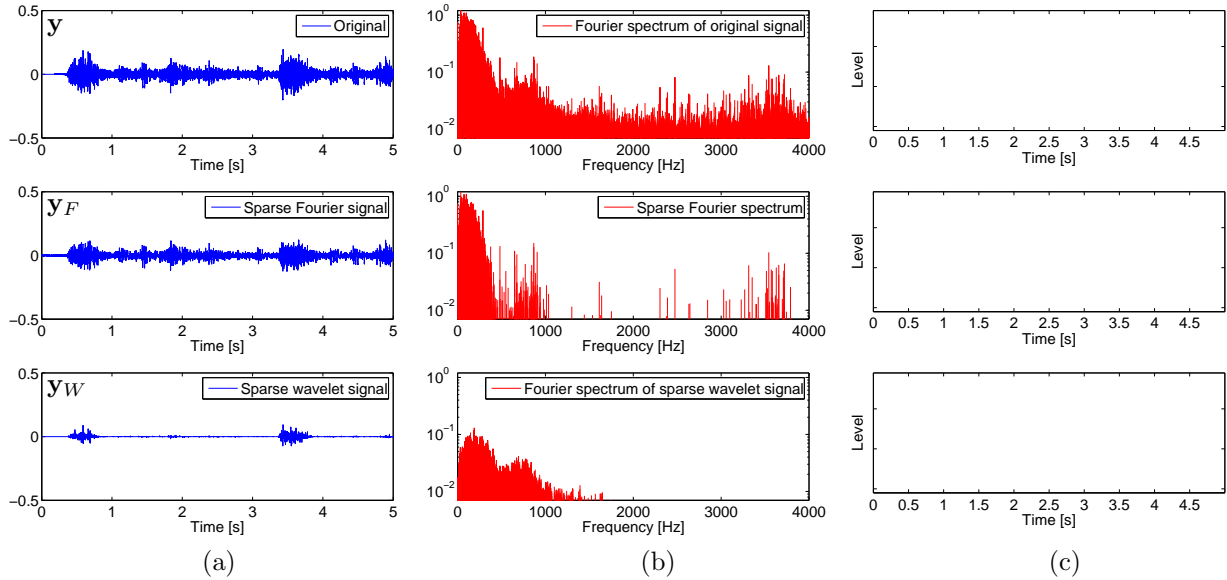 y
Original
0.5
0
−0.5
0 1 2 3 4 5
Time [s]
Fourier spectrum of original signal
10^0
10^−1
10^−2
0 1000 2000 3000 4000
Frequency [Hz]
Level
0 0.5 1 1.5 2 2.5 3 3.5 4 4.5
Time [s]
y_F
Sparse Fourier signal
0.5
0
−0.5
0 1 2 3 4 5
Time [s]
Sparse Fourier spectrum
10^0
10^−1
10^−2
0 1000 2000 3000 4000
Frequency [Hz]
Level
0 0.5 1 1.5 2 2.5 3 3.5 4 4.5
Time [s]
y_W
Sparse wavelet signal
0.5
0
−0.5
0 1 2 3 4 5
Time [s]
Fourier spectrum of sparse wavelet signal
10^0
10^−1
10^−2
0 1000 2000 3000 4000
Frequency [Hz]
Level
0 0.5 1 1.5 2 2.5 3 3.5 4 4.5
Time [s]
(a)
(b)
(c)